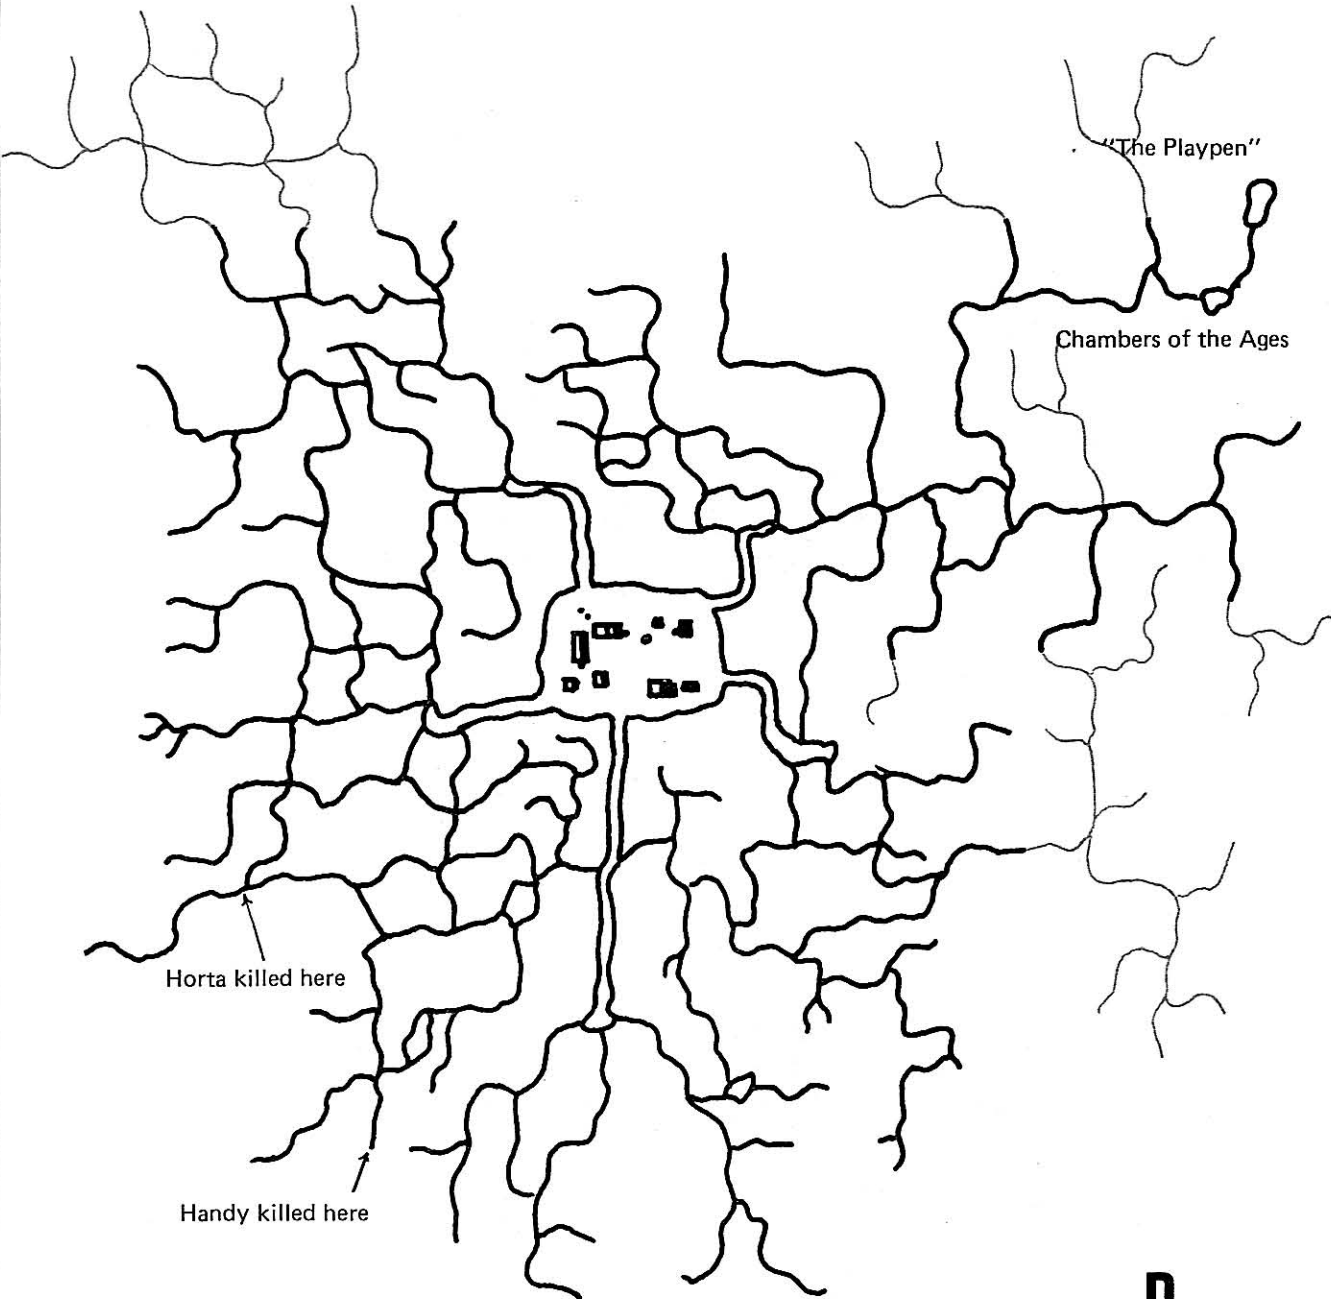 "The Playpen"
Chambers of the Ages
Horta killed here
Handy killed here